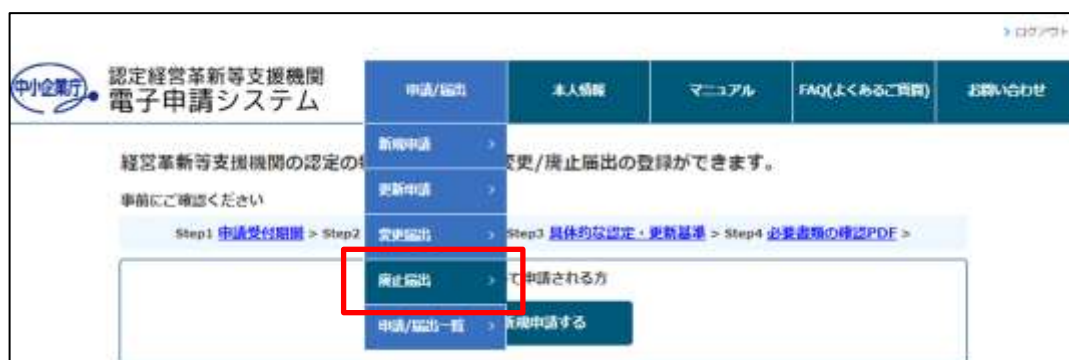 > ログアウト
中小企業庁
認定経営革新等支援機関
電子申請システム
申請/届出
本人情報
マニュアル
FAQ(よくあるご質問)
お問い合わせ
新規申請 >
更新申請 >
変更届出 >
廃止届出 >
申請/届出一覧 >
経営革新等支援機関の認定の
変更/廃止届出の登録ができます。
事前にご確認ください
Step1 申請受付期間 > Step2
Step3 具体的な認定・更新基準 > Step4 必要書類の確認PDF >
て申請される方
新規申請する